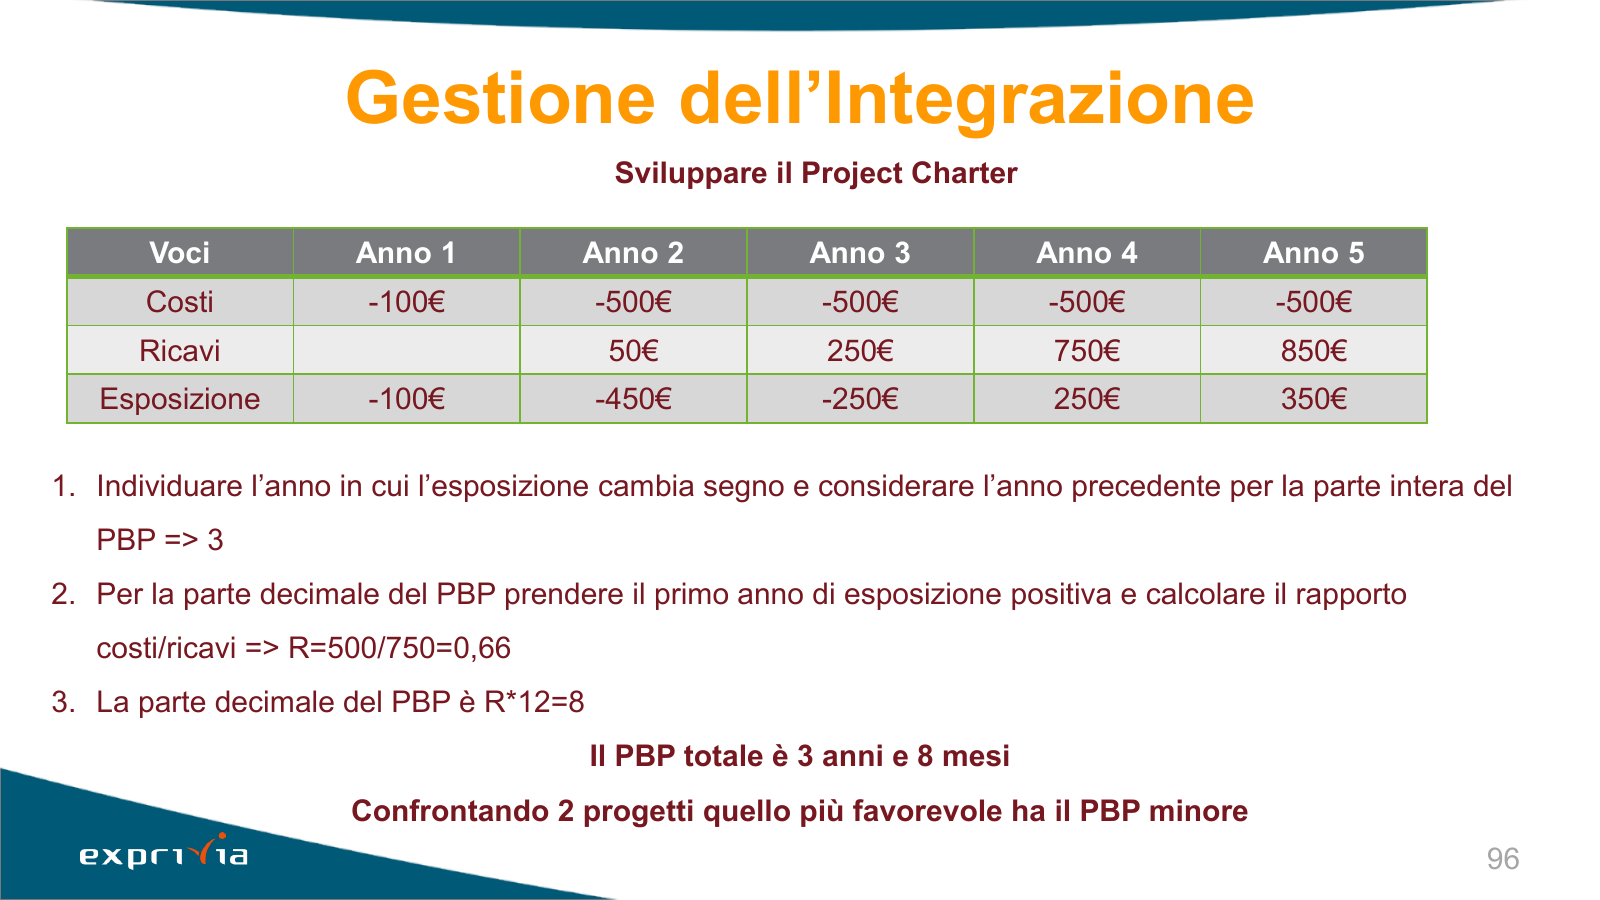 Gestione dell’Integrazione
Sviluppare il Project Charter
Voci Anno 1 Anno 2 Anno 3 Anno 4 Anno 5
Costi -100€ -500€ -500€ -500€ -500€
Ricavi 50€ 250€ 750€ 850€
Esposizione -100€ -450€ -250€ 250€ 350€
1. Individuare l’anno in cui l’esposizione cambia segno e considerare l’anno precedente per la parte intera del
PBP => 3
2. Per la parte decimale del PBP prendere il primo anno di esposizione positiva e calcolare il rapporto
costi/ricavi => R=500/750=0,66
3. La parte decimale del PBP è R*12=8
Il PBP totale è 3 anni e 8 mesi
Confrontando 2 progetti quello più favorevole ha il PBP minore
exprivia
96